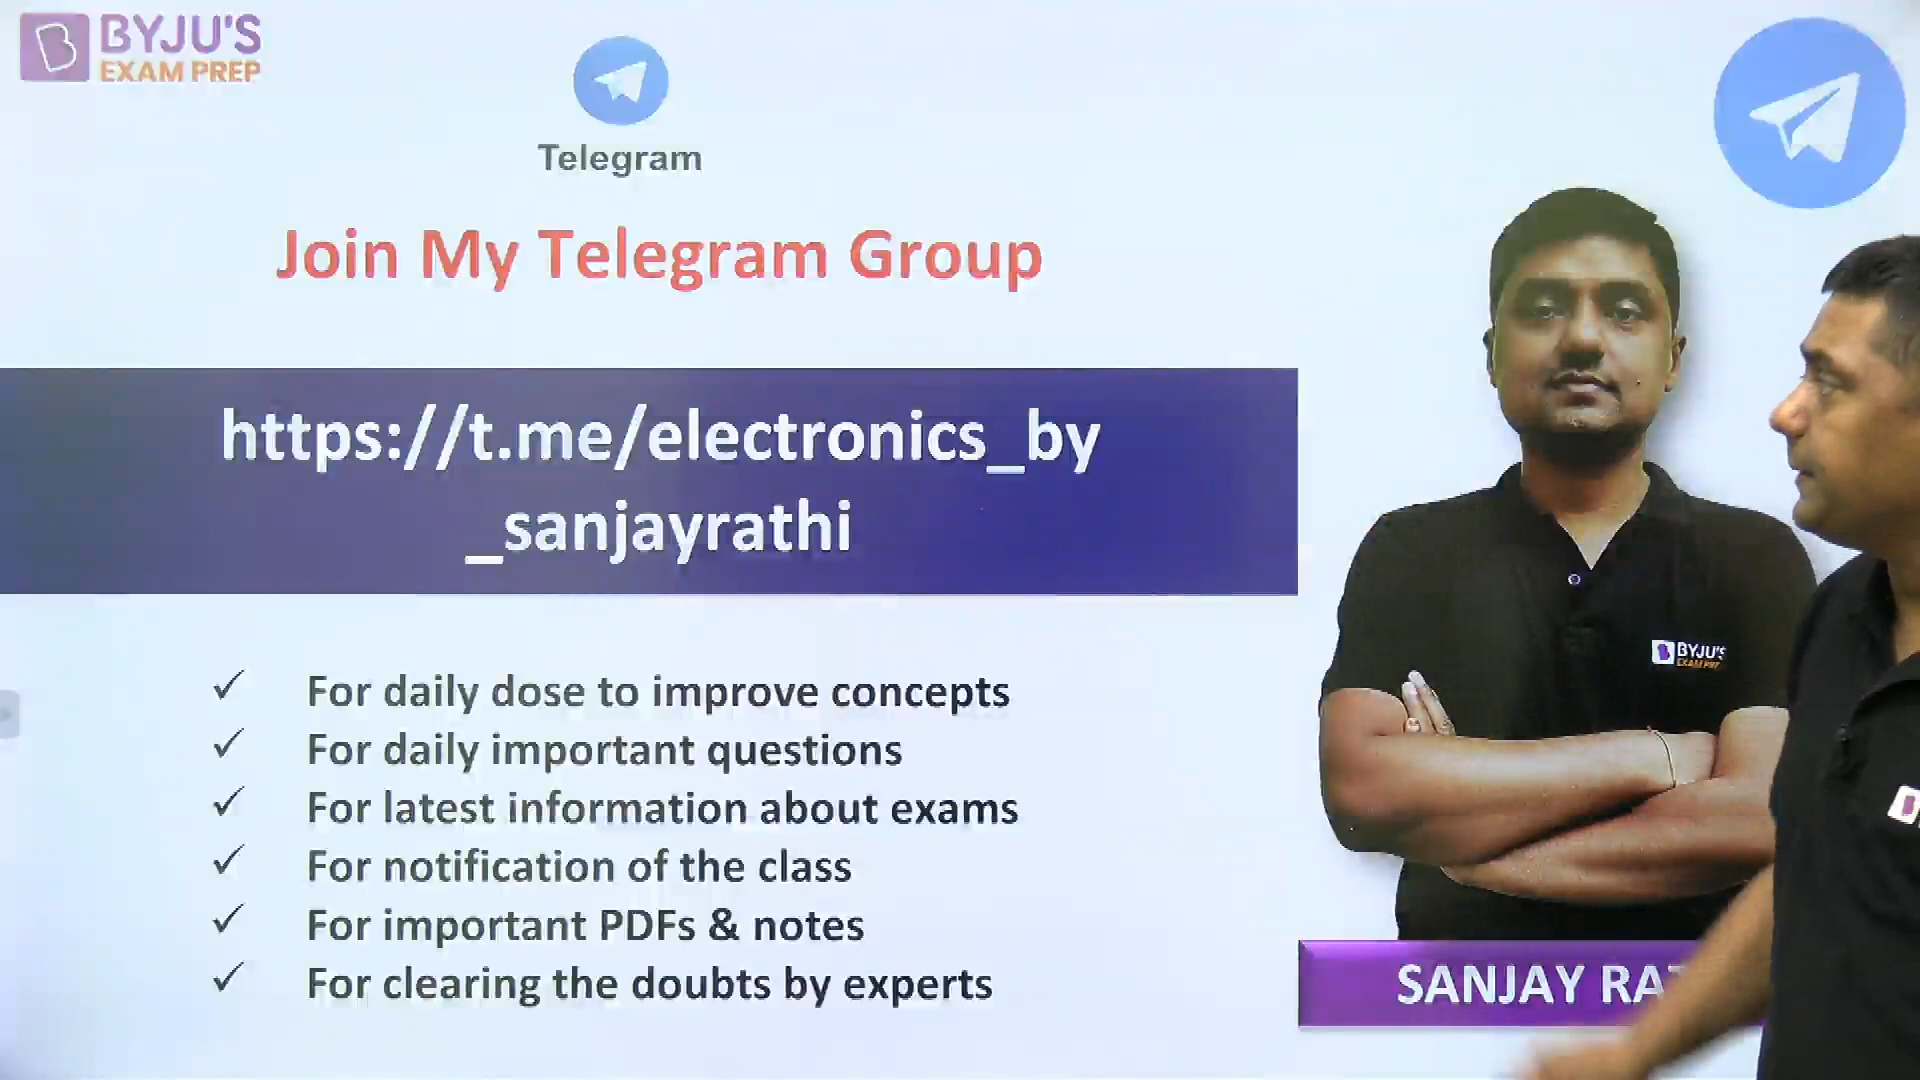 BYJU'S
EXAM PREP
Telegram
Join My Telegram Group
https://t.me/electronics_by
_sanjayrathi
✓ For daily dose to improve concepts
✓ For daily important questions
✓ For latest information about exams
✓ For notification of the class
✓ For important PDFs & notes
✓ For clearing the doubts by experts
BYJU'S
EXAM PREP
SANJAY